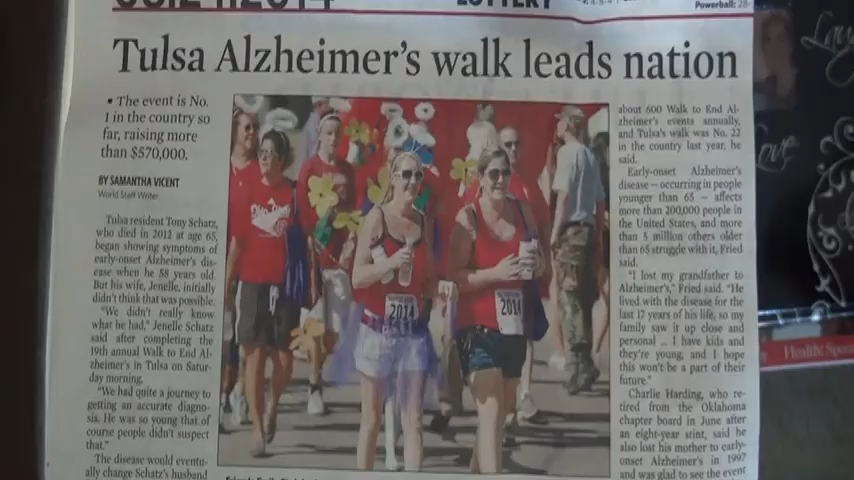 LOTTERY
Powerball: 28-
Tulsa Alzheimer's walk leads nation
• The event is No.
1 in the country so
far, raising more
than $570,000.
BY SAMANTHA VICENT
World Staff Writer
Tulsa resident Tony Schatz,
who died in 2012 at age 65,
began showing symptoms of
early-onset Alzheimer's dis-
ease when he 58 years old.
But his wife, Jenelle, initially
didn't think that was possible.
"We didn't really know
what he had," Jenelle Schatz
said after completing the
19th annual Walk to End Al-
zheimer's in Tulsa on Satur-
day morning.
"We had quite a journey to
getting an accurate diagno-
sis. He was so young that of
course people didn't suspect
that."
The disease would eventu-
ally change Schatz's husband
2014
2014
about 600 Walk to End Al-
zheimer's events annually,
and Tulsa's walk was No. 22
in the country last year, he
said.
Early-onset Alzheimer's
disease — occurring in people
younger than 65 — affects
more than 200,000 people in
the United States, and more
than 5 million others older
than 65 struggle with it, Fried
said.
"I lost my grandfather to
Alzheimer's," Fried said. "He
lived with the disease for the
last 17 years of his life, so my
family saw it up close and
personal ... I have kids and
they're young, and I hope
this won't be a part of their
future."
Charlie Harding, who re-
tired from the Oklahoma
chapter board in June after
an eight-year stint, said he
also lost his mother to early-
onset Alzheimer's in 1997
and was glad to see the event
Health: Speci